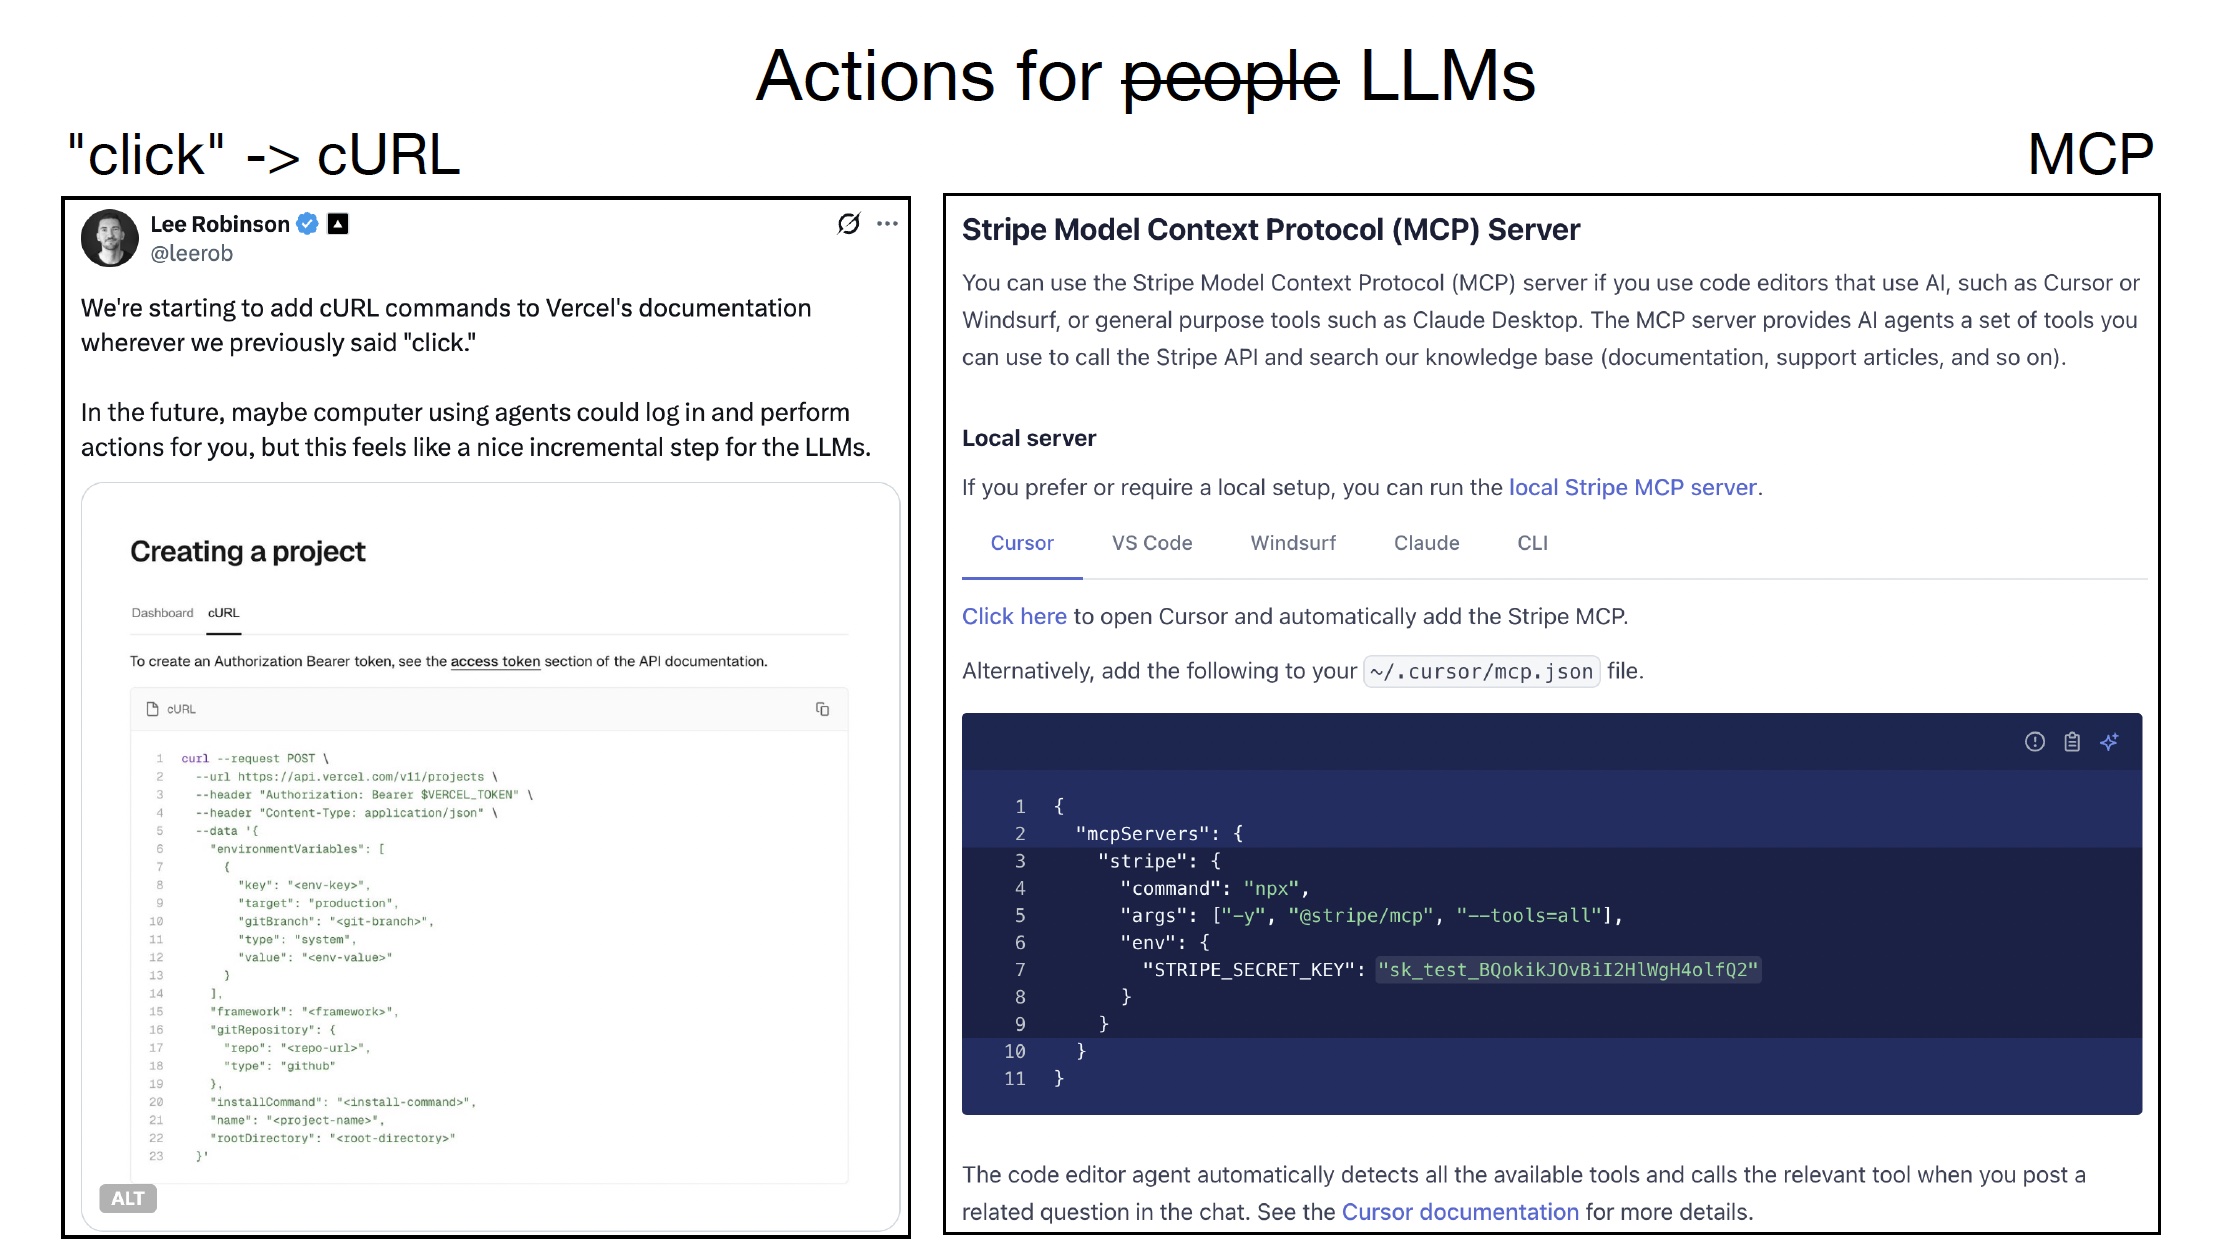 Actions for people LLMs
"click" -> cURL
MCP
Lee Robinson
@leerob
We're starting to add cURL commands to Vercel's documentation
wherever we previously said "click."
In the future, maybe computer using agents could log in and perform
actions for you, but this feels like a nice incremental step for the LLMs.
Creating a project
Dashboard cURL
To create an Authorization Bearer token, see the access token section of the API documentation.
cURL
1 curl --request POST \
2 --url https://api.vercel.com/v11/projects \
3 --header "Authorization: Bearer $VERCEL_TOKEN" \
4 --header "Content-Type: application/json" \
5 --data '{
6 "environmentVariables": [
7 {
8 "key": "<env-key>",
9 "target": "production",
10 "gitBranch": "<git-branch>",
11 "type": "system",
12 "value": "<env-value>"
13 }
14 ],
15 "framework": "<framework>",
16 "gitRepository": {
17 "repo": "<repo-url>",
18 "type": "github"
19 },
20 "installCommand": "<install-command>",
21 "name": "<project-name>",
22 "rootDirectory": "<root-directory>"
23 }'
ALT
Stripe Model Context Protocol (MCP) Server
You can use the Stripe Model Context Protocol (MCP) server if you use code editors that use AI, such as Cursor or
Windsurf, or general purpose tools such as Claude Desktop. The MCP server provides AI agents a set of tools you
can use to call the Stripe API and search our knowledge base (documentation, support articles, and so on).
Local server
If you prefer or require a local setup, you can run the local Stripe MCP server.
Cursor VS Code Windsurf Claude CLI
Click here to open Cursor and automatically add the Stripe MCP.
Alternatively, add the following to your ~/.cursor/mcp.json file.
1 {
2 "mcpServers": {
3 "stripe": {
4 "command": "npx",
5 "args": ["-y", "@stripe/mcp", "--tools=all"],
6 "env": {
7 "STRIPE_SECRET_KEY": "sk_test_BQokikJOvBiI2HlWgH4olfQ2"
8 }
9 }
10 }
11 }
The code editor agent automatically detects all the available tools and calls the relevant tool when you post a
related question in the chat. See the Cursor documentation for more details.